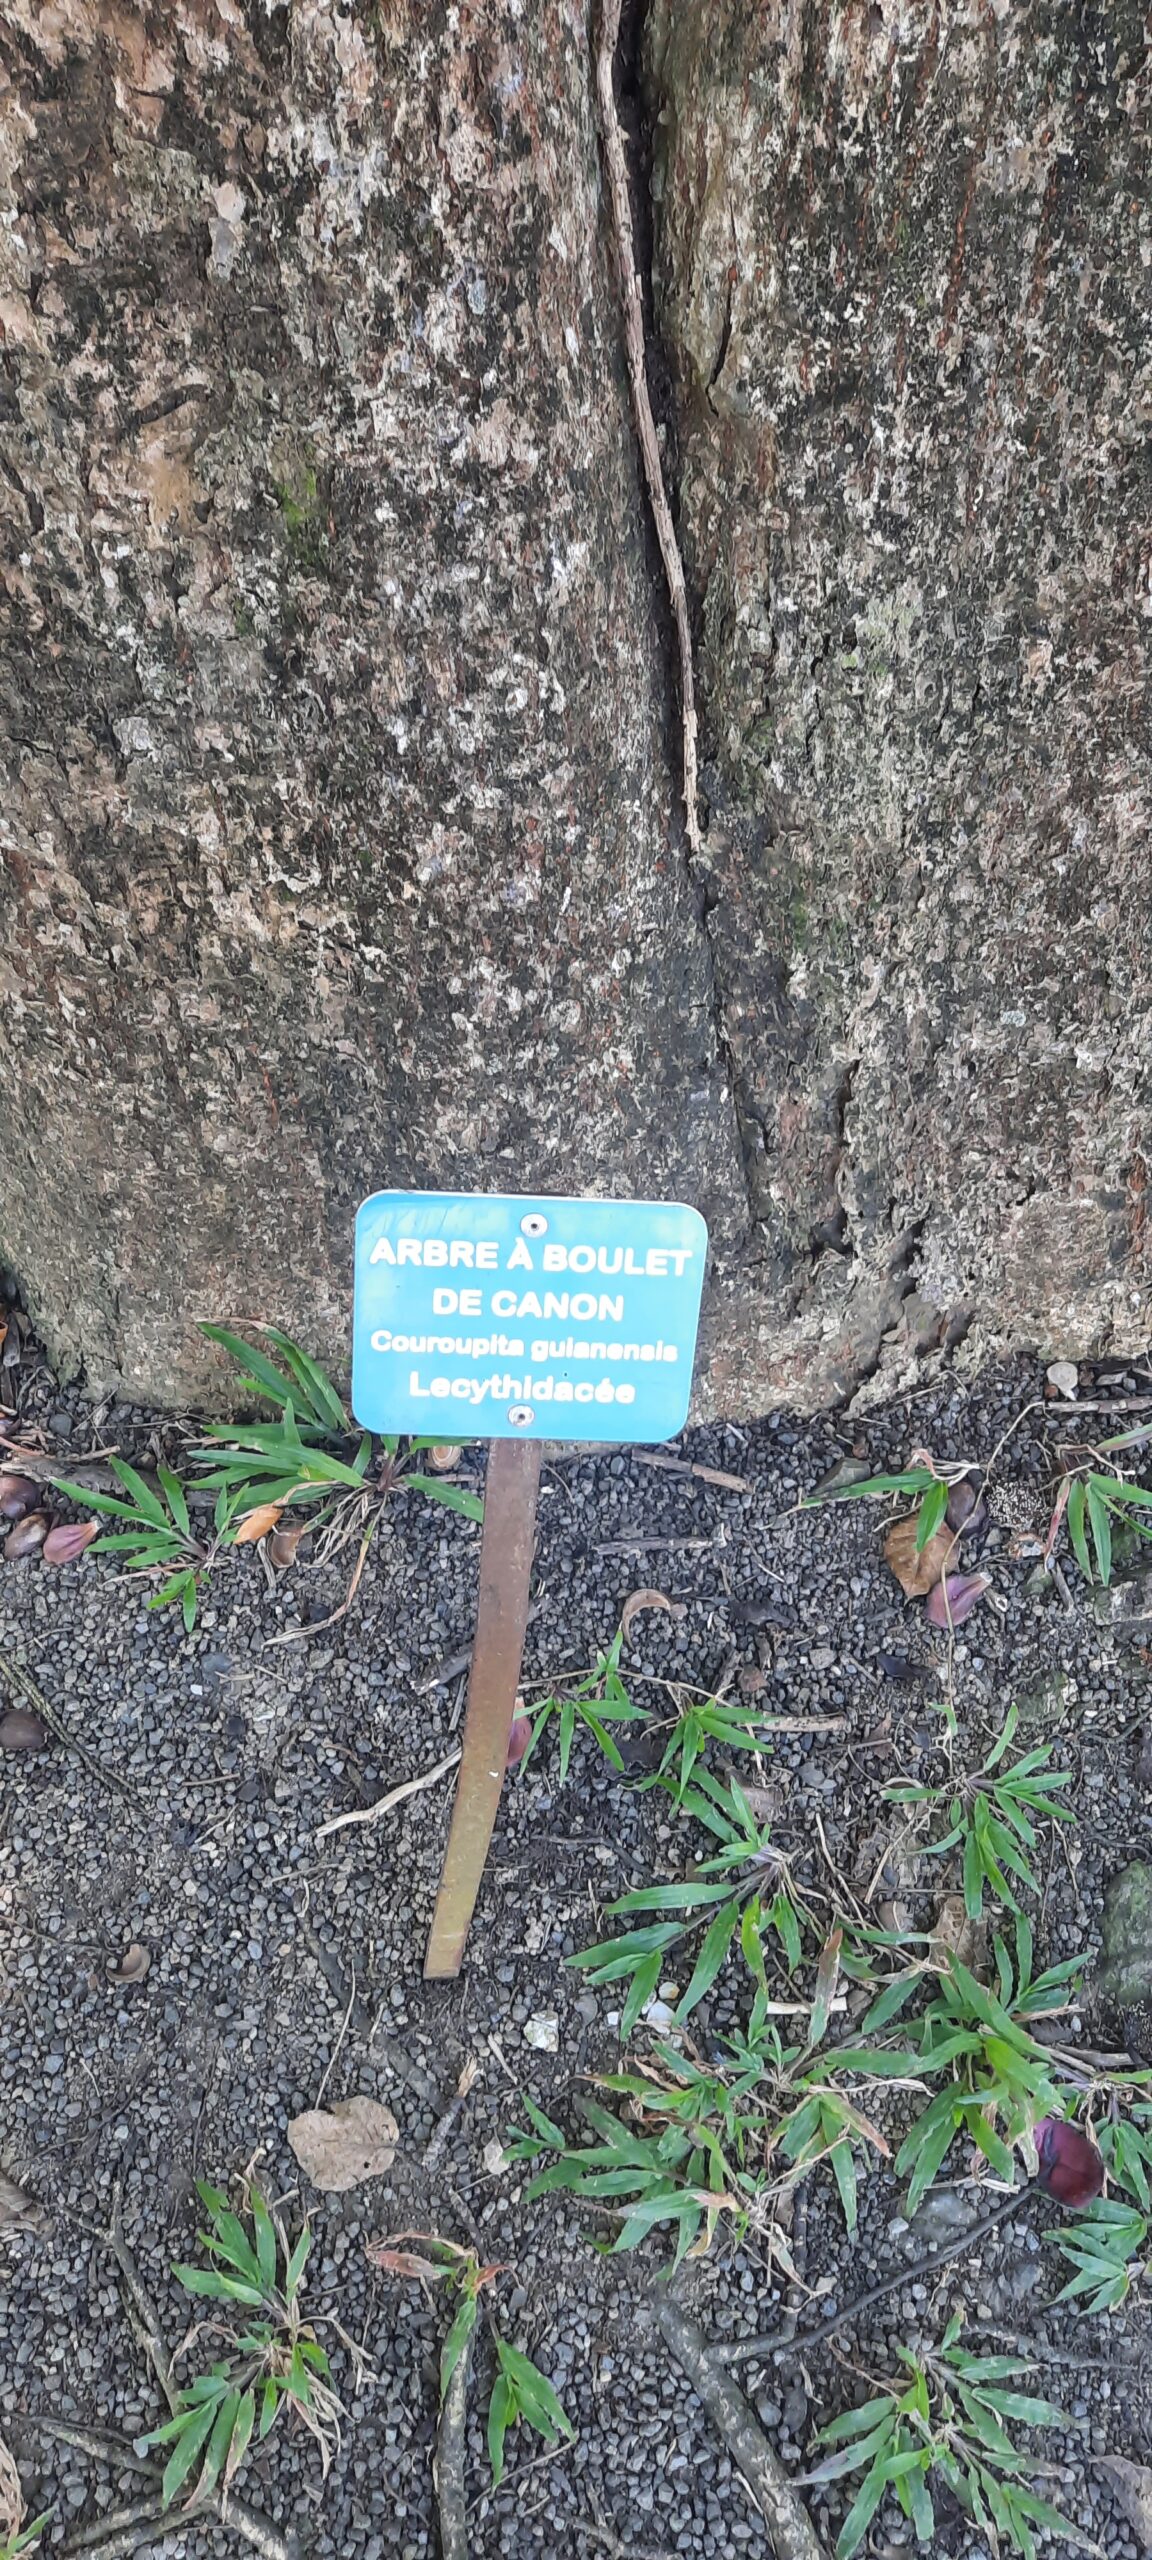 ARBRE À BOULET
DE CANON
Couroupita guianensis
Lecythidacée